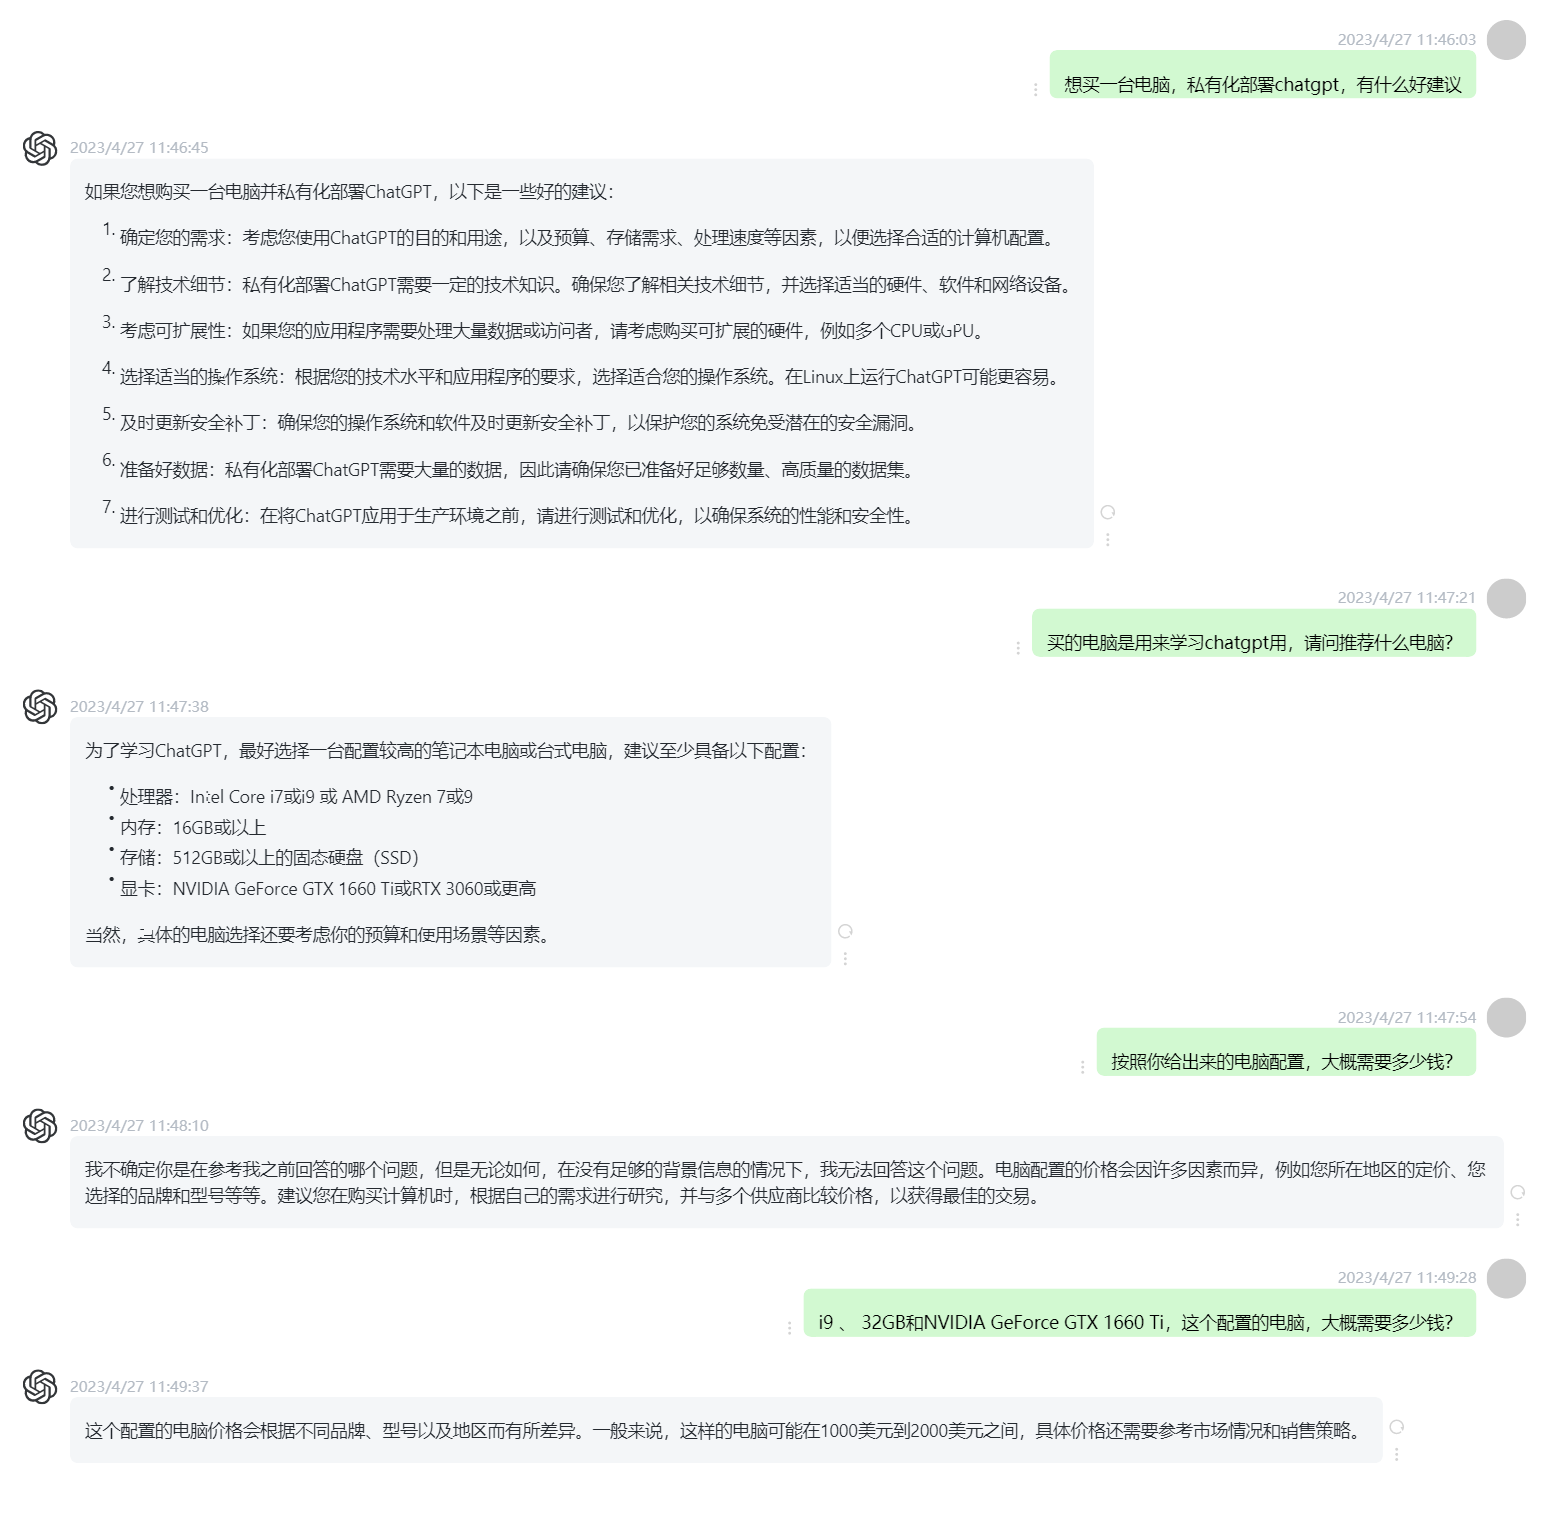 2023/4/27 11:46:03
想买一台电脑，私有化部署chatgpt，有什么好建议
2023/4/27 11:46:45
如果您想购买一台电脑并私有化部署ChatGPT，以下是一些好的建议：
1. 确定您的需求：考虑您使用ChatGPT的目的和用途，以及预算、存储需求、处理速度等因素，以便选择合适的计算机配置。
2. 了解技术细节：私有化部署ChatGPT需要一定的技术知识。确保您了解相关技术细节，并选择适当的硬件、软件和网络设备。
3. 考虑可扩展性：如果您的应用程序需要处理大量数据或访问者，请考虑购买可扩展的硬件，例如多个CPU或GPU。
4. 选择适当的操作系统：根据您的技术水平和应用程序的要求，选择适合您的操作系统。在Linux上运行ChatGPT可能更容易。
5. 及时更新安全补丁：确保您的操作系统和软件及时更新安全补丁，以保护您的系统免受潜在的安全漏洞。
6. 准备好数据：私有化部署ChatGPT需要大量的数据，因此请确保您已准备好足够数量、高质量的数据集。
7. 进行测试和优化：在将ChatGPT应用于生产环境之前，请进行测试和优化，以确保系统的性能和安全性。
2023/4/27 11:47:21
买的电脑是用来学习chatgpt用，请问推荐什么电脑？
2023/4/27 11:47:38
为了学习ChatGPT，最好选择一台配置较高的笔记本电脑或台式电脑，建议至少具备以下配置：
• 处理器：Intel Core i7或i9 或 AMD Ryzen 7或9
• 内存：16GB或以上
• 存储：512GB或以上的固态硬盘（SSD）
• 显卡：NVIDIA GeForce GTX 1660 Ti或RTX 3060或更高
当然，具体的电脑选择还要考虑你的预算和使用场景等因素。
2023/4/27 11:47:54
按照你给出来的电脑配置，大概需要多少钱？
2023/4/27 11:48:10
我不确定你是在参考我之前回答的哪个问题，但是无论如何，在没有足够的背景信息的情况下，我无法回答这个问题。电脑配置的价格会因许多因素而异，例如您所在地区的定价、您
选择的品牌和型号等等。建议您在购买计算机时，根据自己的需求进行研究，并与多个供应商比较价格，以获得最佳的交易。
2023/4/27 11:49:28
i9 、 32GB和NVIDIA GeForce GTX 1660 Ti，这个配置的电脑，大概需要多少钱？
2023/4/27 11:49:37
这个配置的电脑价格会根据不同品牌、型号以及地区而有所差异。一般来说，这样的电脑可能在1000美元到2000美元之间，具体价格还需要参考市场情况和销售策略。